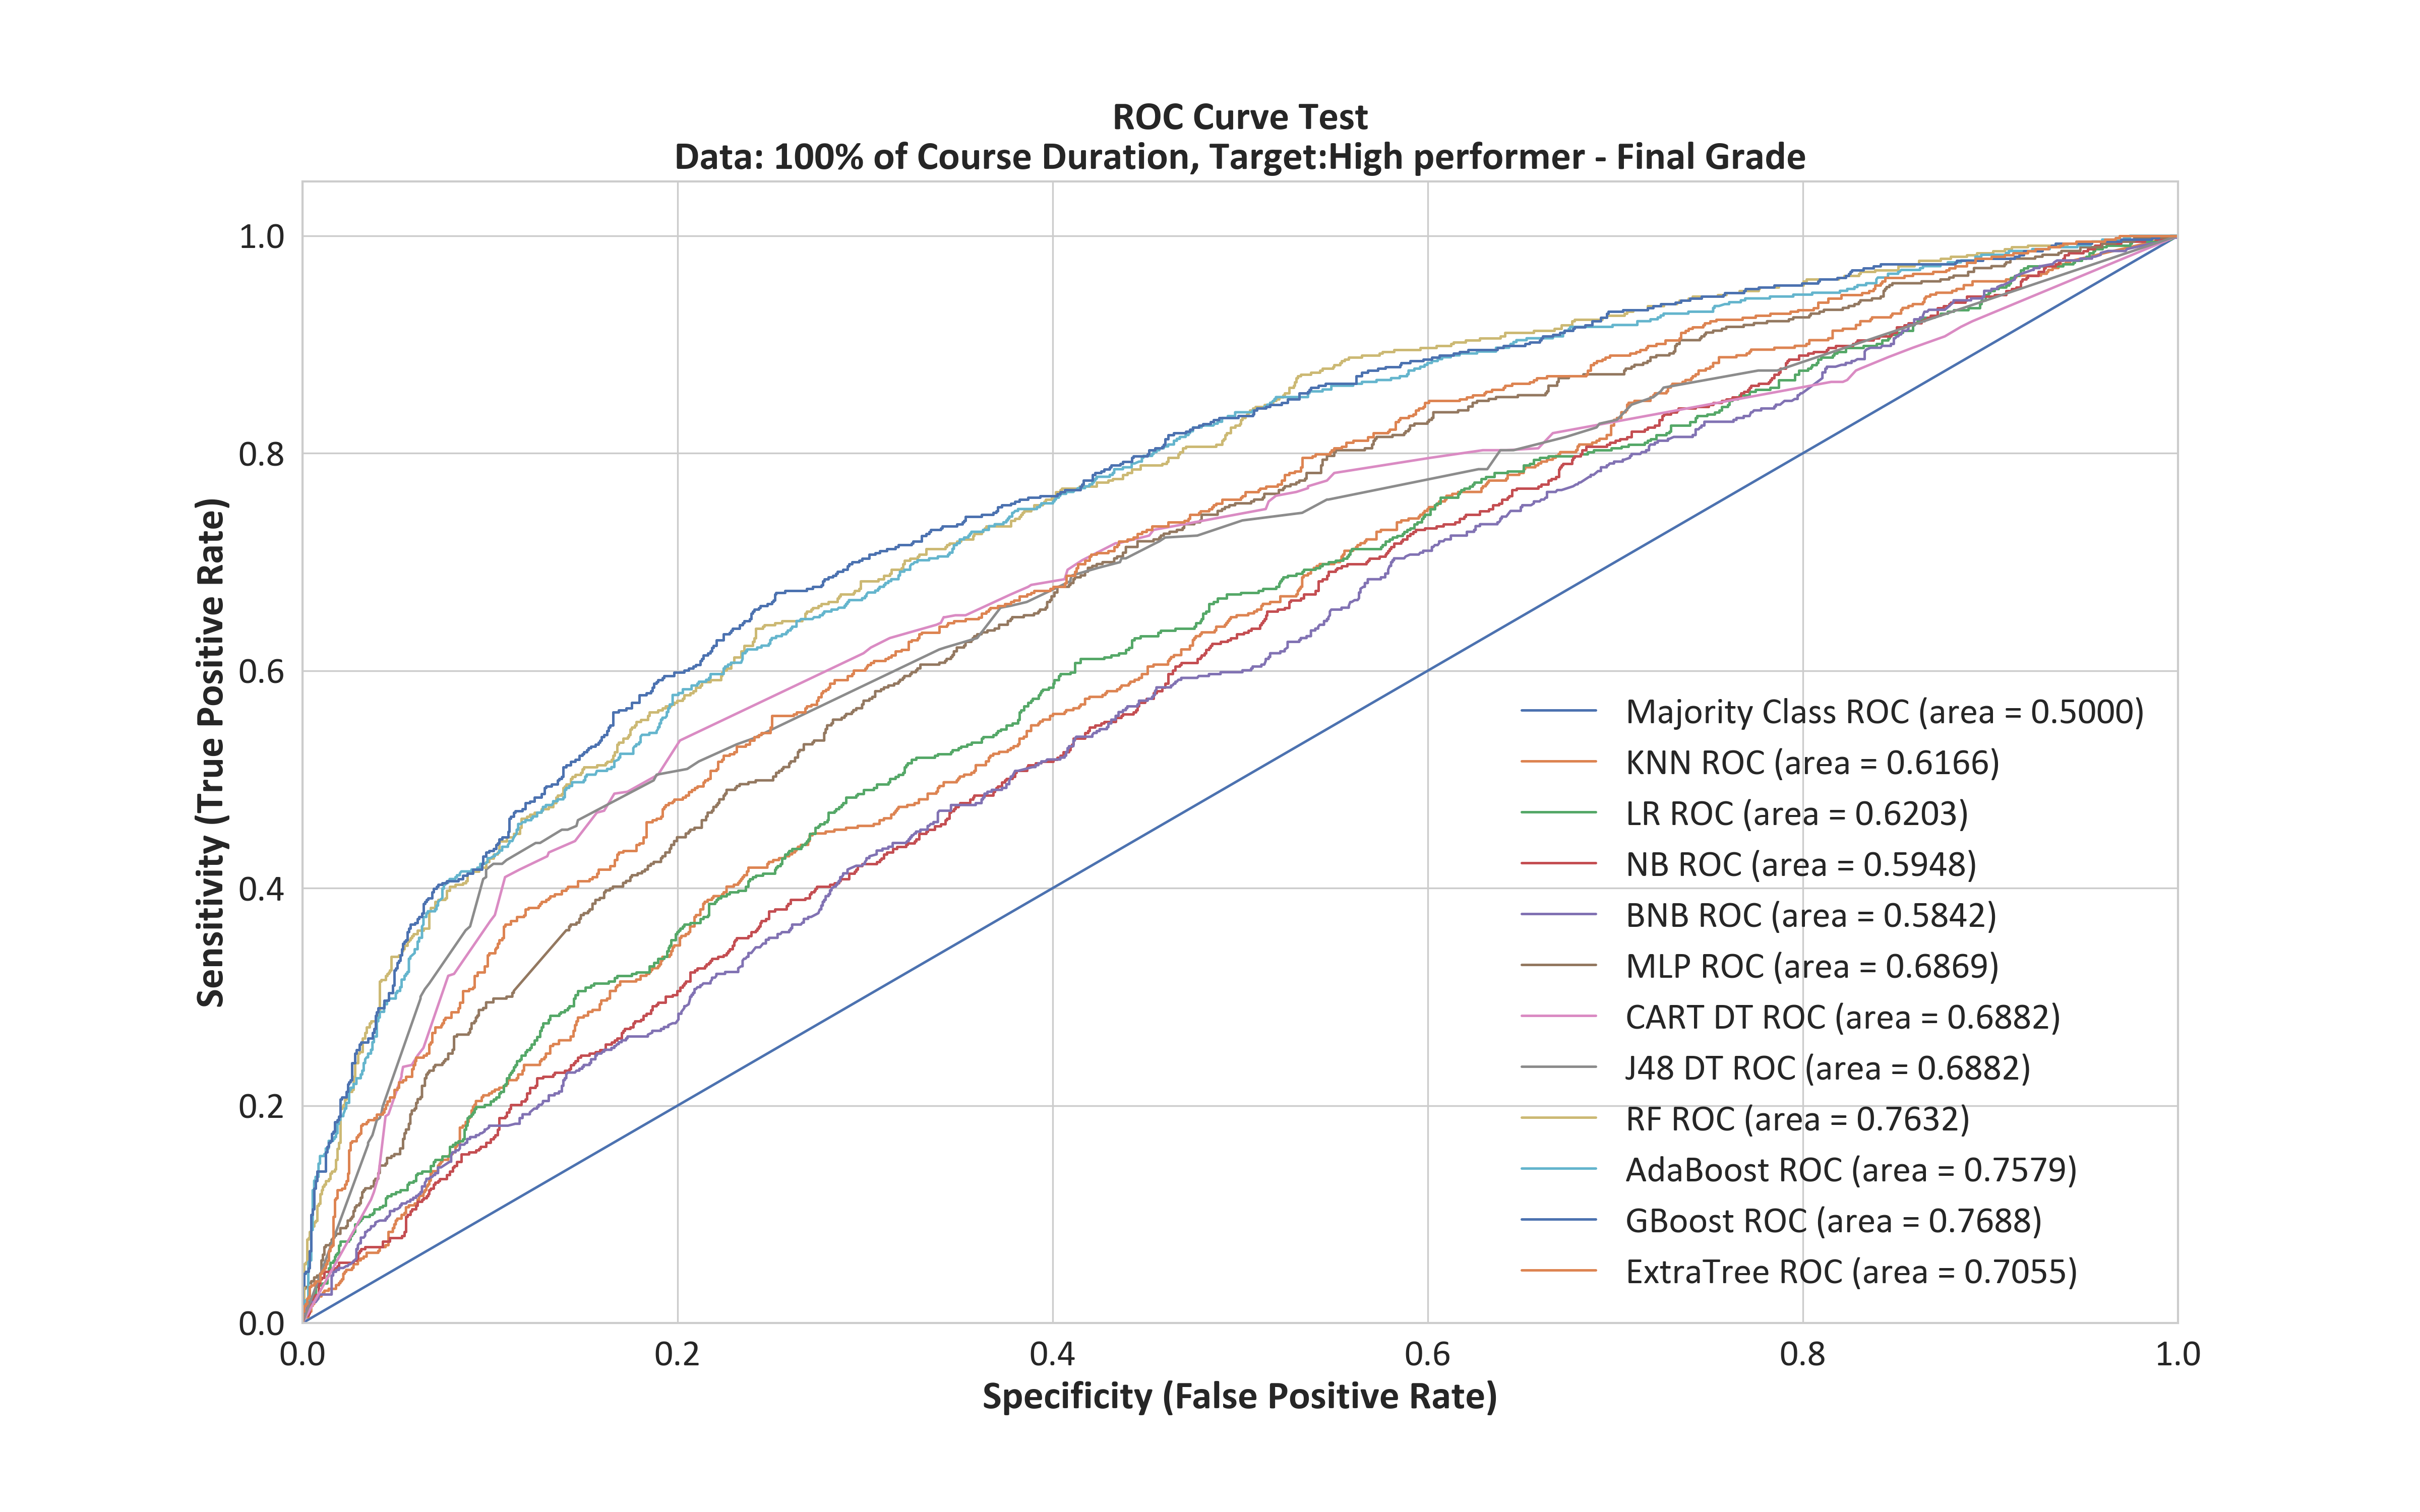 ROC Curve Test
Data: 100% of Course Duration, Target:High performer - Final Grade
Sensitivity (True Positive Rate)
1.0
0.8
0.6
0.4
0.2
0.0
Majority Class ROC (area = 0.5000)
KNN ROC (area = 0.6166)
LR ROC (area = 0.6203)
NB ROC (area = 0.5948)
BNB ROC (area = 0.5842)
MLP ROC (area = 0.6869)
CART DT ROC (area = 0.6882)
J48 DT ROC (area = 0.6882)
RF ROC (area = 0.7632)
AdaBoost ROC (area = 0.7579)
GBoost ROC (area = 0.7688)
ExtraTree ROC (area = 0.7055)
0.0 0.2 0.4 0.6 0.8 1.0
Specificity (False Positive Rate)